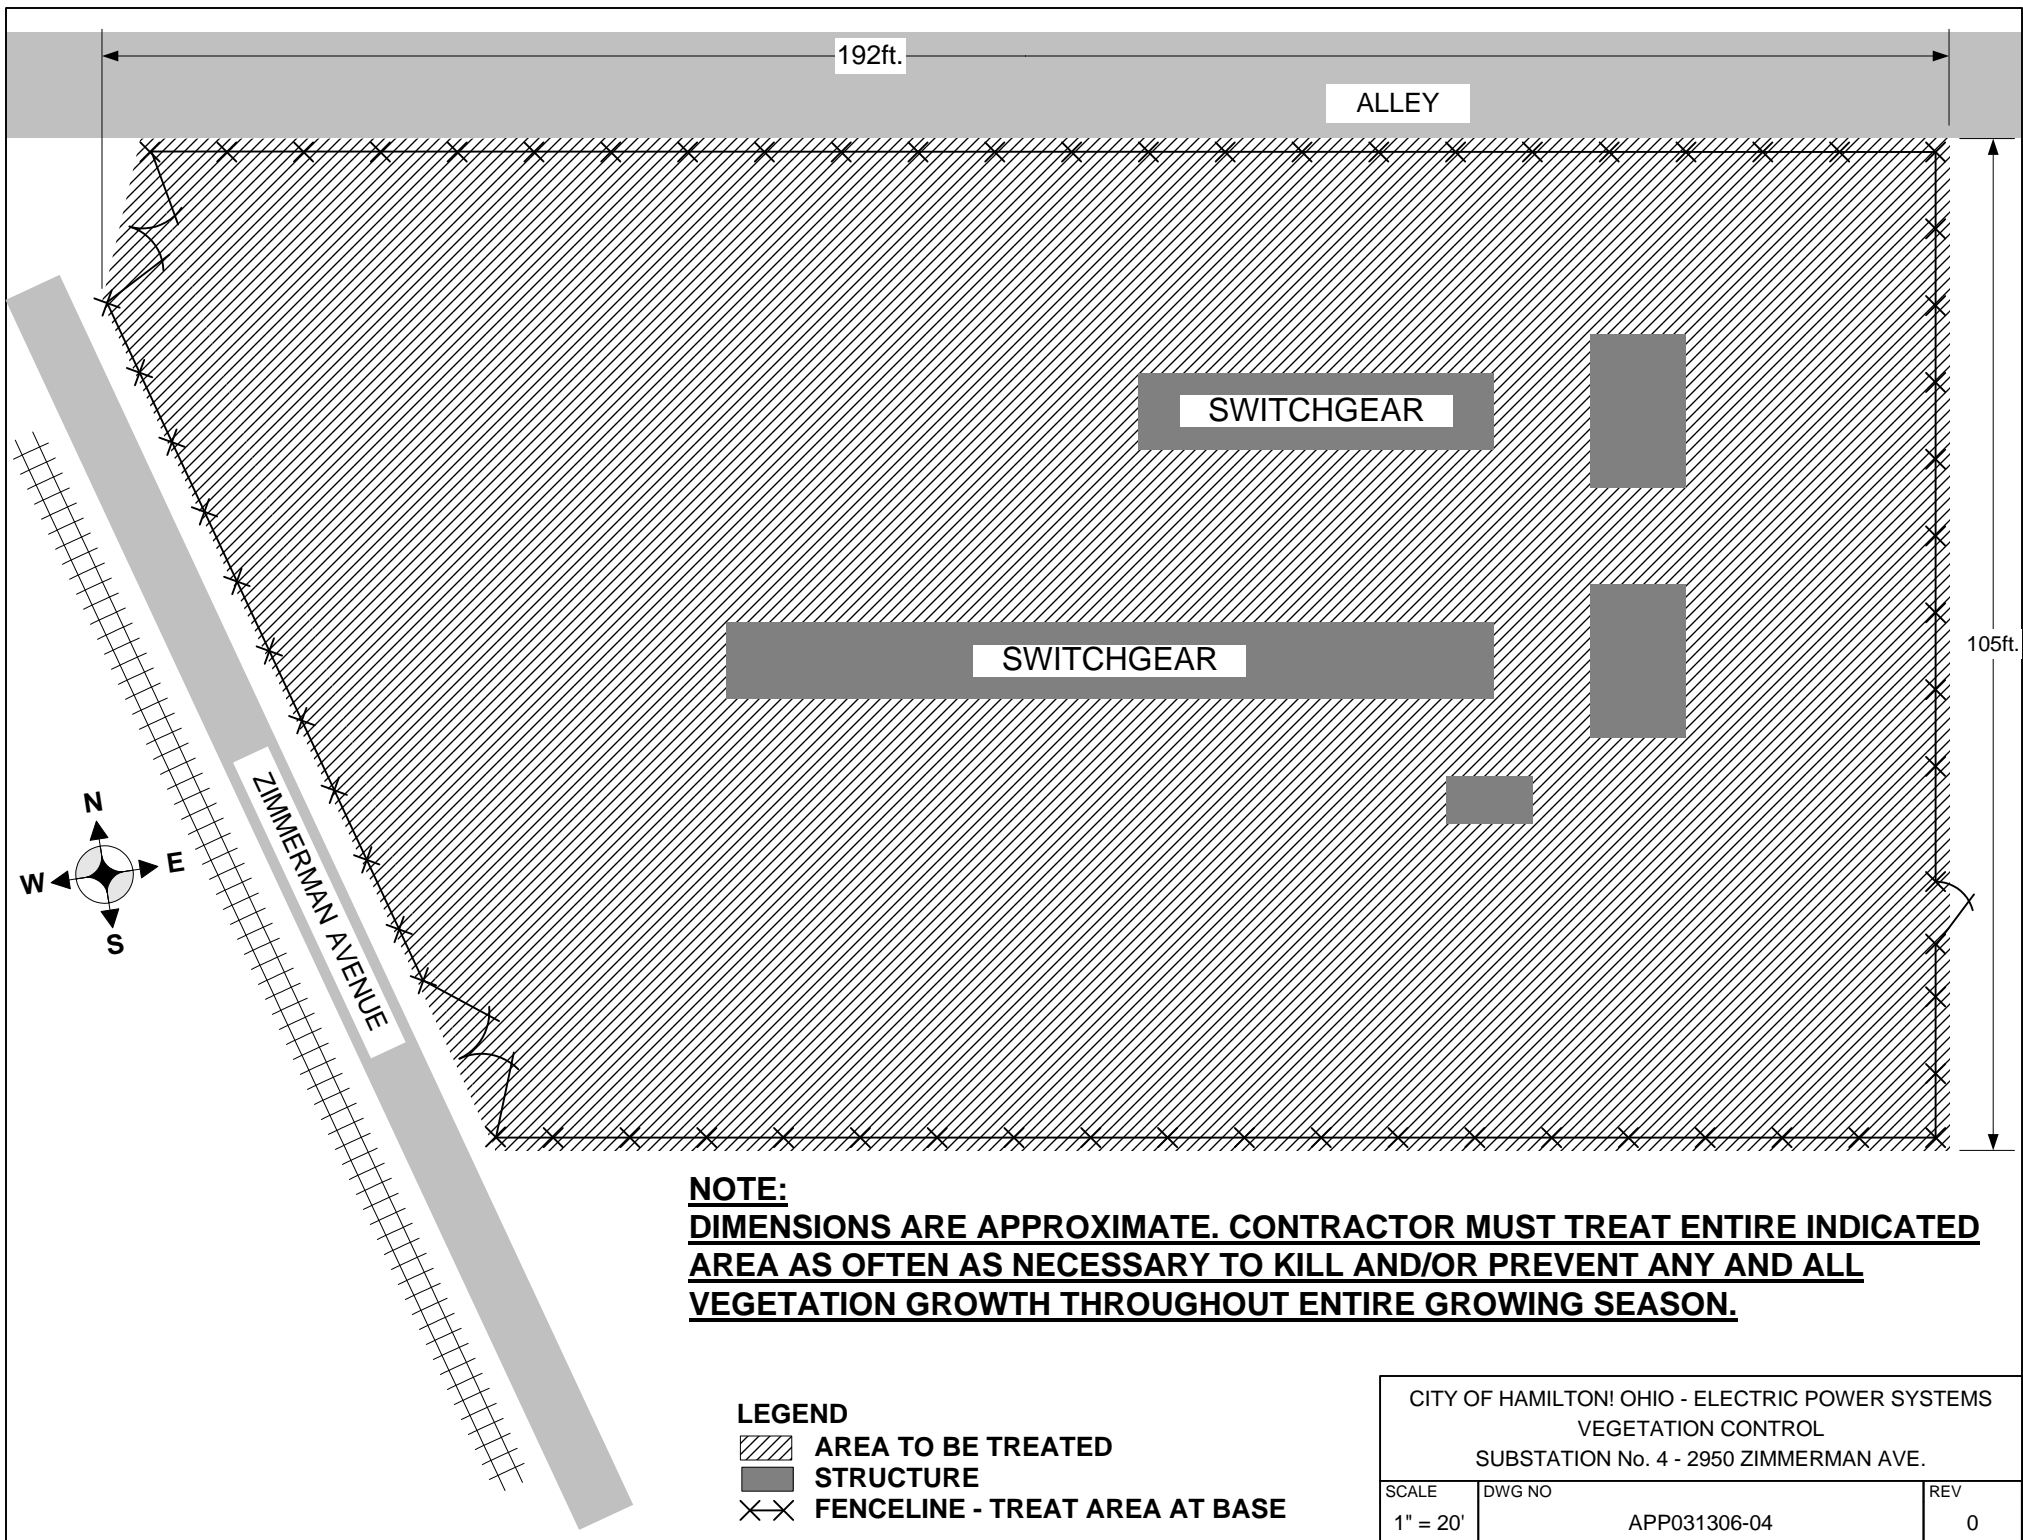 192ft.
ALLEY
SWITCHGEAR
105ft.
SWITCHGEAR
ZIMMERMAN AVENUE
N
E
W
S
NOTE:
DIMENSIONS ARE APPROXIMATE. CONTRACTOR MUST TREAT ENTIRE INDICATED
AREA AS OFTEN AS NECESSARY TO KILL AND/OR PREVENT ANY AND ALL
VEGETATION GROWTH THROUGHOUT ENTIRE GROWING SEASON.
LEGEND
AREA TO BE TREATED
STRUCTURE
FENCELINE - TREAT AREA AT BASE
CITY OF HAMILTON! OHIO - ELECTRIC POWER SYSTEMS
VEGETATION CONTROL
SUBSTATION No. 4 - 2950 ZIMMERMAN AVE.
SCALE
1" = 20'
DWG NO
APP031306-04
REV
0